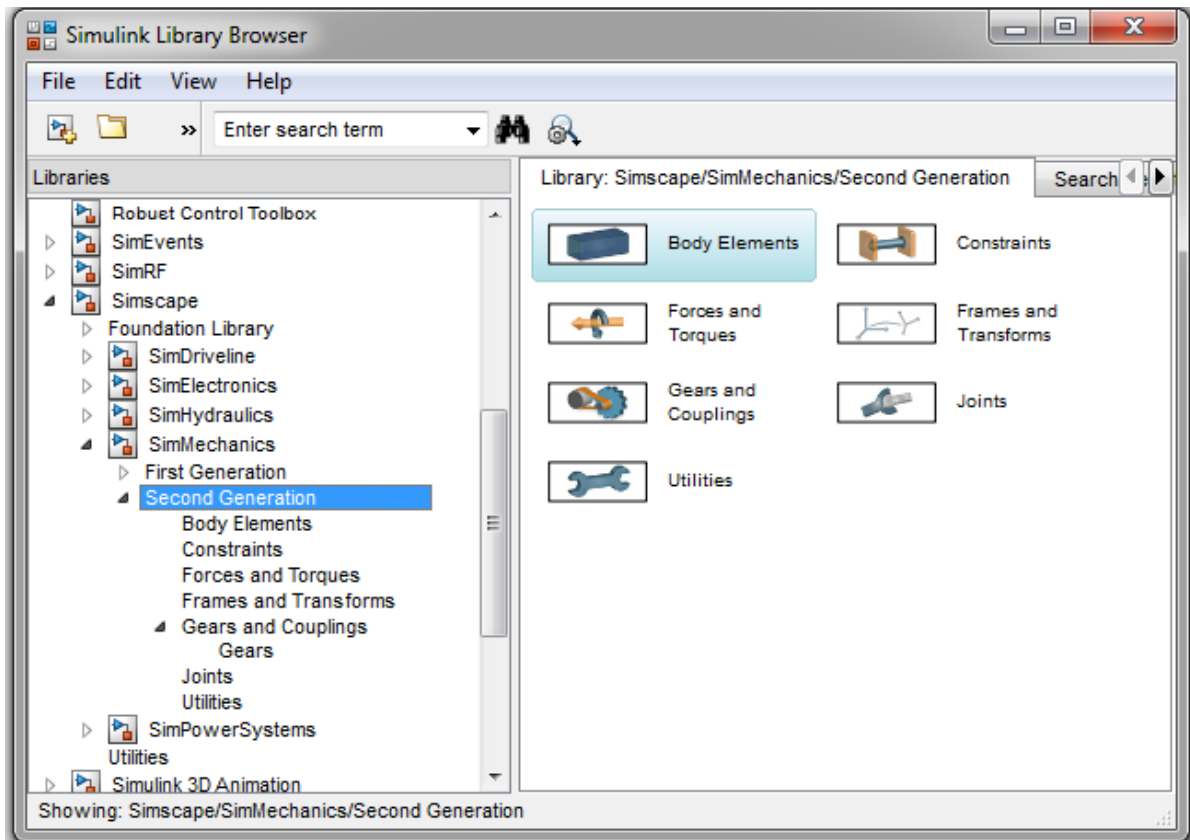 Simulink Library Browser
File Edit View Help
» Enter search term
Libraries
Robust Control Toolbox
SimEvents
SimRF
Simscape
Foundation Library
SimDriveline
SimElectronics
SimHydraulics
SimMechanics
First Generation
Second Generation
Body Elements
Constraints
Forces and Torques
Frames and Transforms
Gears and Couplings
Gears
Joints
Utilities
SimPowerSystems
Utilities
Simulink 3D Animation
Library: Simscape/SimMechanics/Second Generation
Search
Body Elements
Constraints
Forces and
Torques
Frames and
Transforms
Gears and
Couplings
Joints
Utilities
Showing: Simscape/SimMechanics/Second Generation